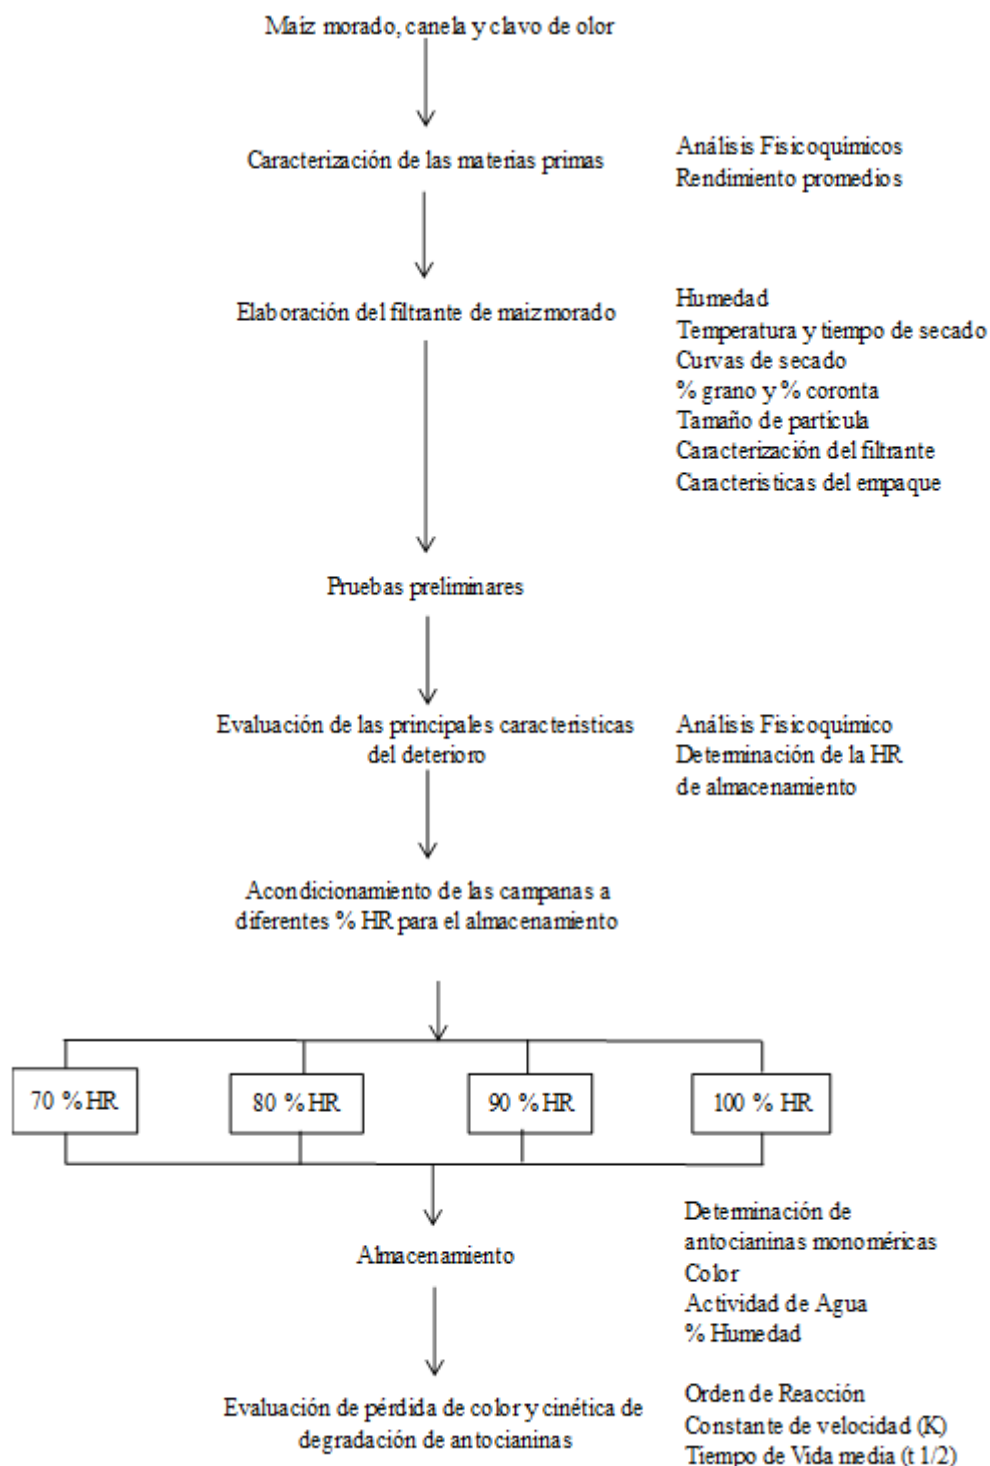 Maíz morado, canela y clavo de olor
Caracterización de las materias primas
Análisis Fisicoquímicos
Rendimiento promedios
Elaboración del filtrante de maíz morado
Humedad
Temperatura y tiempo de secado
Curvas de secado
% grano y % coronta
Tamaño de partícula
Caracterización del filtrante
Características del empaque
Pruebas preliminares
Evaluación de las principales características
del deterioro
Análisis Fisicoquímico
Determinación de la HR
de almacenamiento
Acondicionamiento de las campanas a
diferentes % HR para el almacenamiento
70 % HR
80 % HR
90 % HR
100 % HR
Almacenamiento
Determinación de
antocianinas monoméricas
Color
Actividad de Agua
% Humedad
Evaluación de pérdida de color y cinética de
degradación de antocianinas
Orden de Reacción
Constante de velocidad (K)
Tiempo de Vida media (t 1/2)